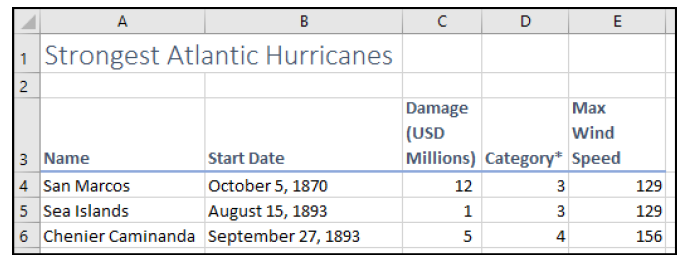 A B C D E
1 Strongest Atlantic Hurricanes
2
Damage Max
(USD Wind
3 Name Start Date Millions) Category* Speed
4 San Marcos October 5, 1870 12 3 129
5 Sea Islands August 15, 1893 1 3 129
6 Chenier Caminanda September 27, 1893 5 4 156